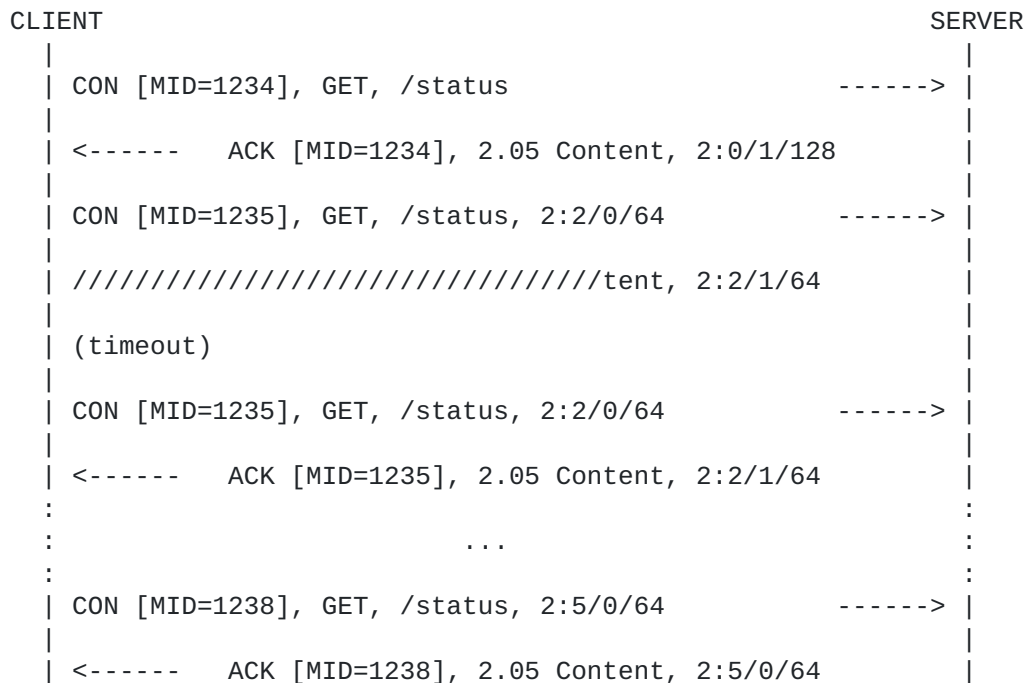 CLIENT                                                     SERVER
  |                                                          |
  | CON [MID=1234], GET, /status                     ------> |
  |                                                          |
  | <------   ACK [MID=1234], 2.05 Content, 2:0/1/128        |
  |                                                          |
  | CON [MID=1235], GET, /status, 2:2/0/64           ------> |
  |                                                          |
  | //////////////////////////////////tent, 2:2/1/64         |
  |                                                          |
  | (timeout)                                                |
  |                                                          |
  | CON [MID=1235], GET, /status, 2:2/0/64           ------> |
  |                                                          |
  | <------   ACK [MID=1235], 2.05 Content, 2:2/1/64         |
  :                                                          :
  :                          ...                             :
  :                                                          :
  | CON [MID=1238], GET, /status, 2:5/0/64           ------> |
  |                                                          |
  | <------   ACK [MID=1238], 2.05 Content, 2:5/0/64         |